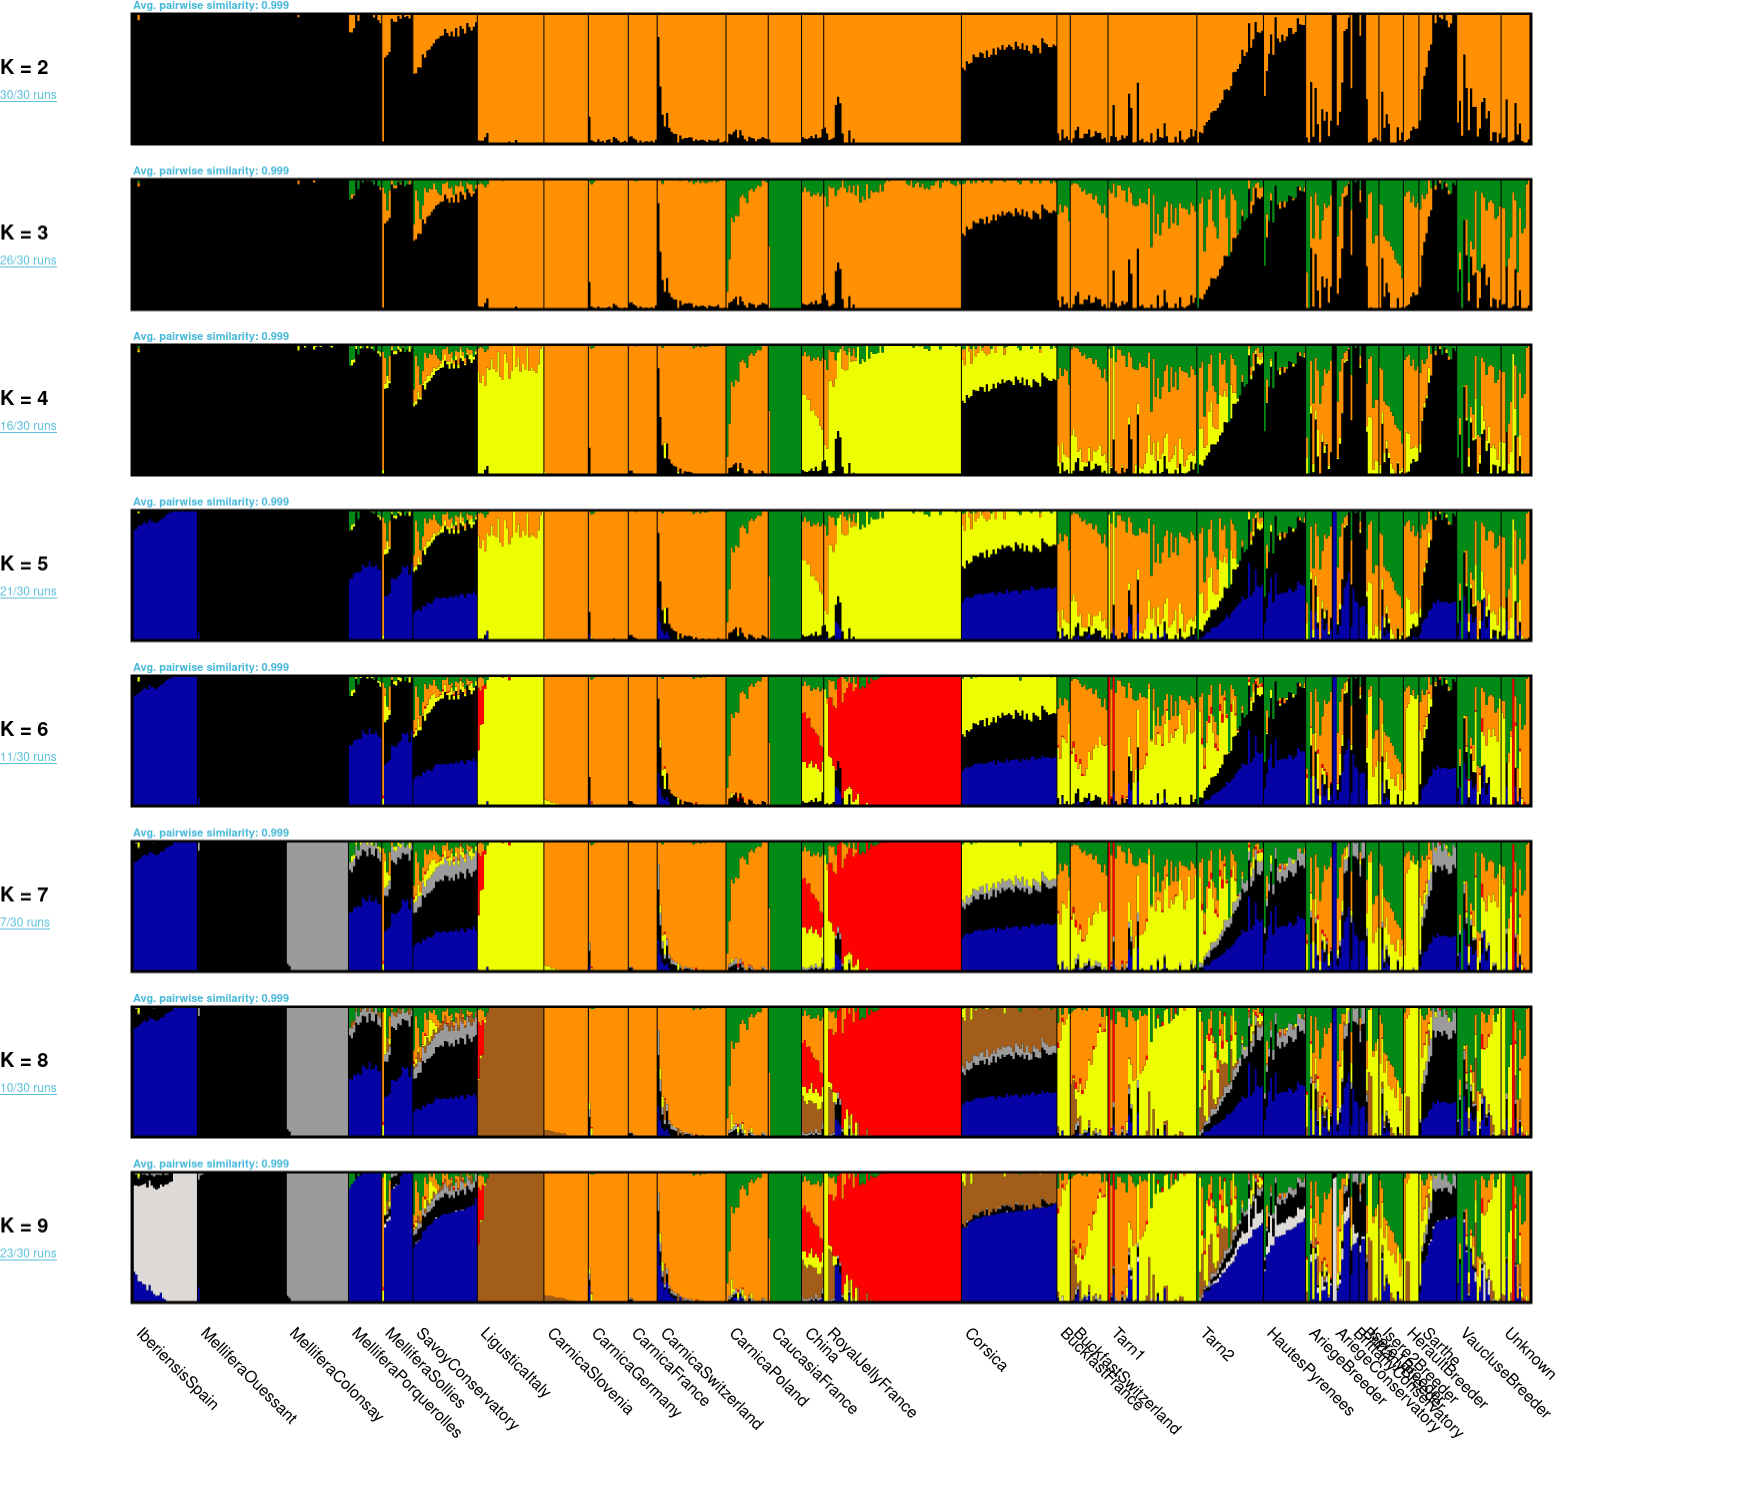 Avg. pairwise similarity: 0.999
K = 2
30/30 runs
Avg. pairwise similarity: 0.999
K = 3
26/30 runs
Avg. pairwise similarity: 0.999
K = 4
16/30 runs
Avg. pairwise similarity: 0.999
K = 5
21/30 runs
Avg. pairwise similarity: 0.999
K = 6
11/30 runs
Avg. pairwise similarity: 0.999
K = 7
7/30 runs
Avg. pairwise similarity: 0.999
K = 8
10/30 runs
Avg. pairwise similarity: 0.999
K = 9
23/30 runs
IberiensisSpain
MelliferaOuessant
MelliferaColonsay
MelliferaPorquerolles
MelliferaSollies
SavoyConservatory
LigusticaItaly
CarnicaSlovenia
CarnicaGermany
CarnicaFrance
CarnicaSwitzerland
CarnicaPoland
CaucasiaFrance
China
RoyalJellyFrance
Corsica
BuckfastFrance
BuckfastSwitzerland
Tarn1
Tarn2
HautesPyrenees
AriegeBreeder
AriegeConservatory
Isere2Breeder
HeraultBreeder
Sarthe
VaucluseBreeder
Unknown